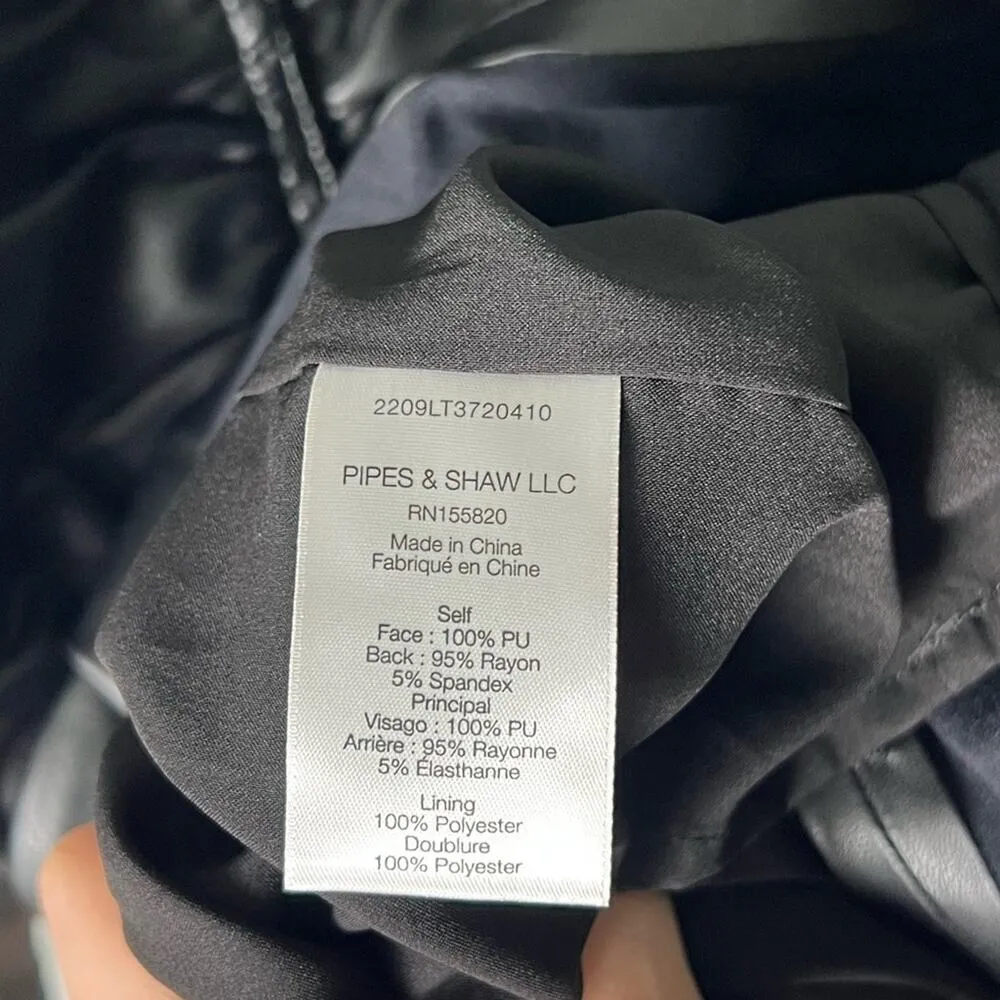 2209LT3720410
PIPES & SHAW LLC
RN155820
Made in China
Fabriqué en Chine
Self
Face : 100% PU
Back : 95% Rayon
5% Spandex
Principal
Visago : 100% PU
Arrière : 95% Rayonne
5% Élasthanne
Lining
100% Polyester
Doublure
100% Polyester